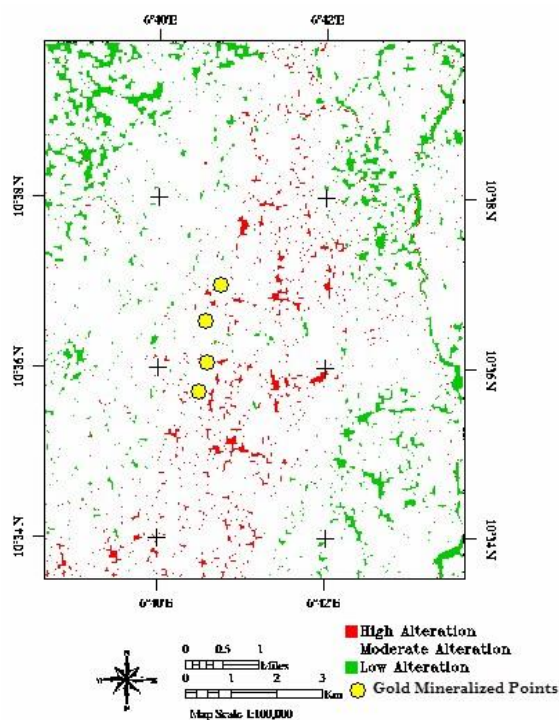 6°40'E 6°42'E
10°38'N 10°38'N
10°36'N 10°36'N
10°34'N 10°34'N
6°40'E 6°42'E
High Alteration
Moderate Alteration
Low Alteration
Gold Mineralized Points
N
W E
S
0 0.5 1
Miles
0 1 2 3
Km
Map Scale 1:100,000